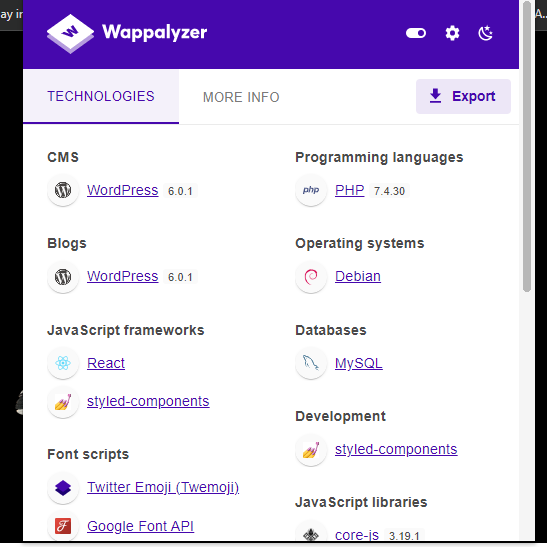 ay in
A..
Wappalyzer
TECHNOLOGIES
MORE INFO
Export
CMS
WordPress 6.0.1
Blogs
WordPress 6.0.1
JavaScript frameworks
React
styled-components
Font scripts
Twitter Emoji (Twemoji)
Google Font API
Programming languages
php PHP 7.4.30
Operating systems
Debian
Databases
MySQL
Development
styled-components
JavaScript libraries
core-js 3.19.1